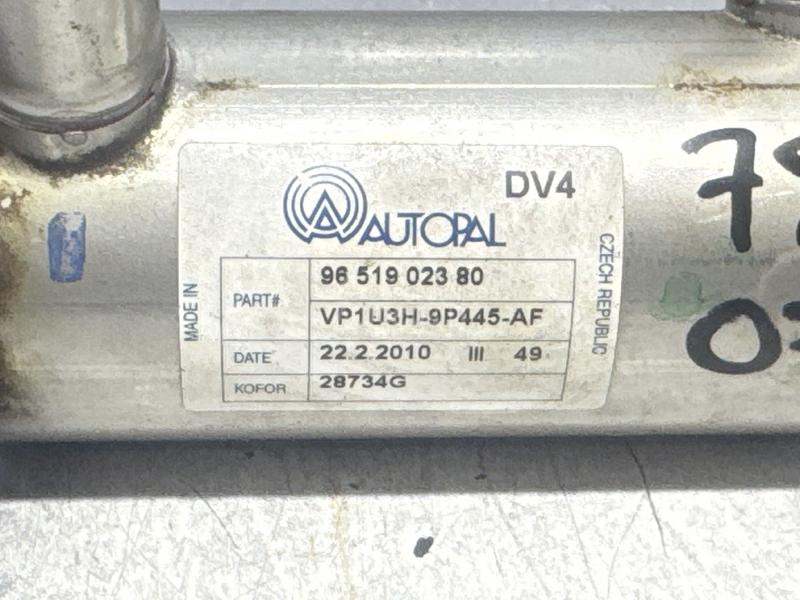 DV4
AUTOPAL
MADE IN
CZECH REPUBLIC
PART#
96 519 023 80
VP1U3H-9P445-AF
DATE 22.2.2010 III 49
KOFOR 28734G